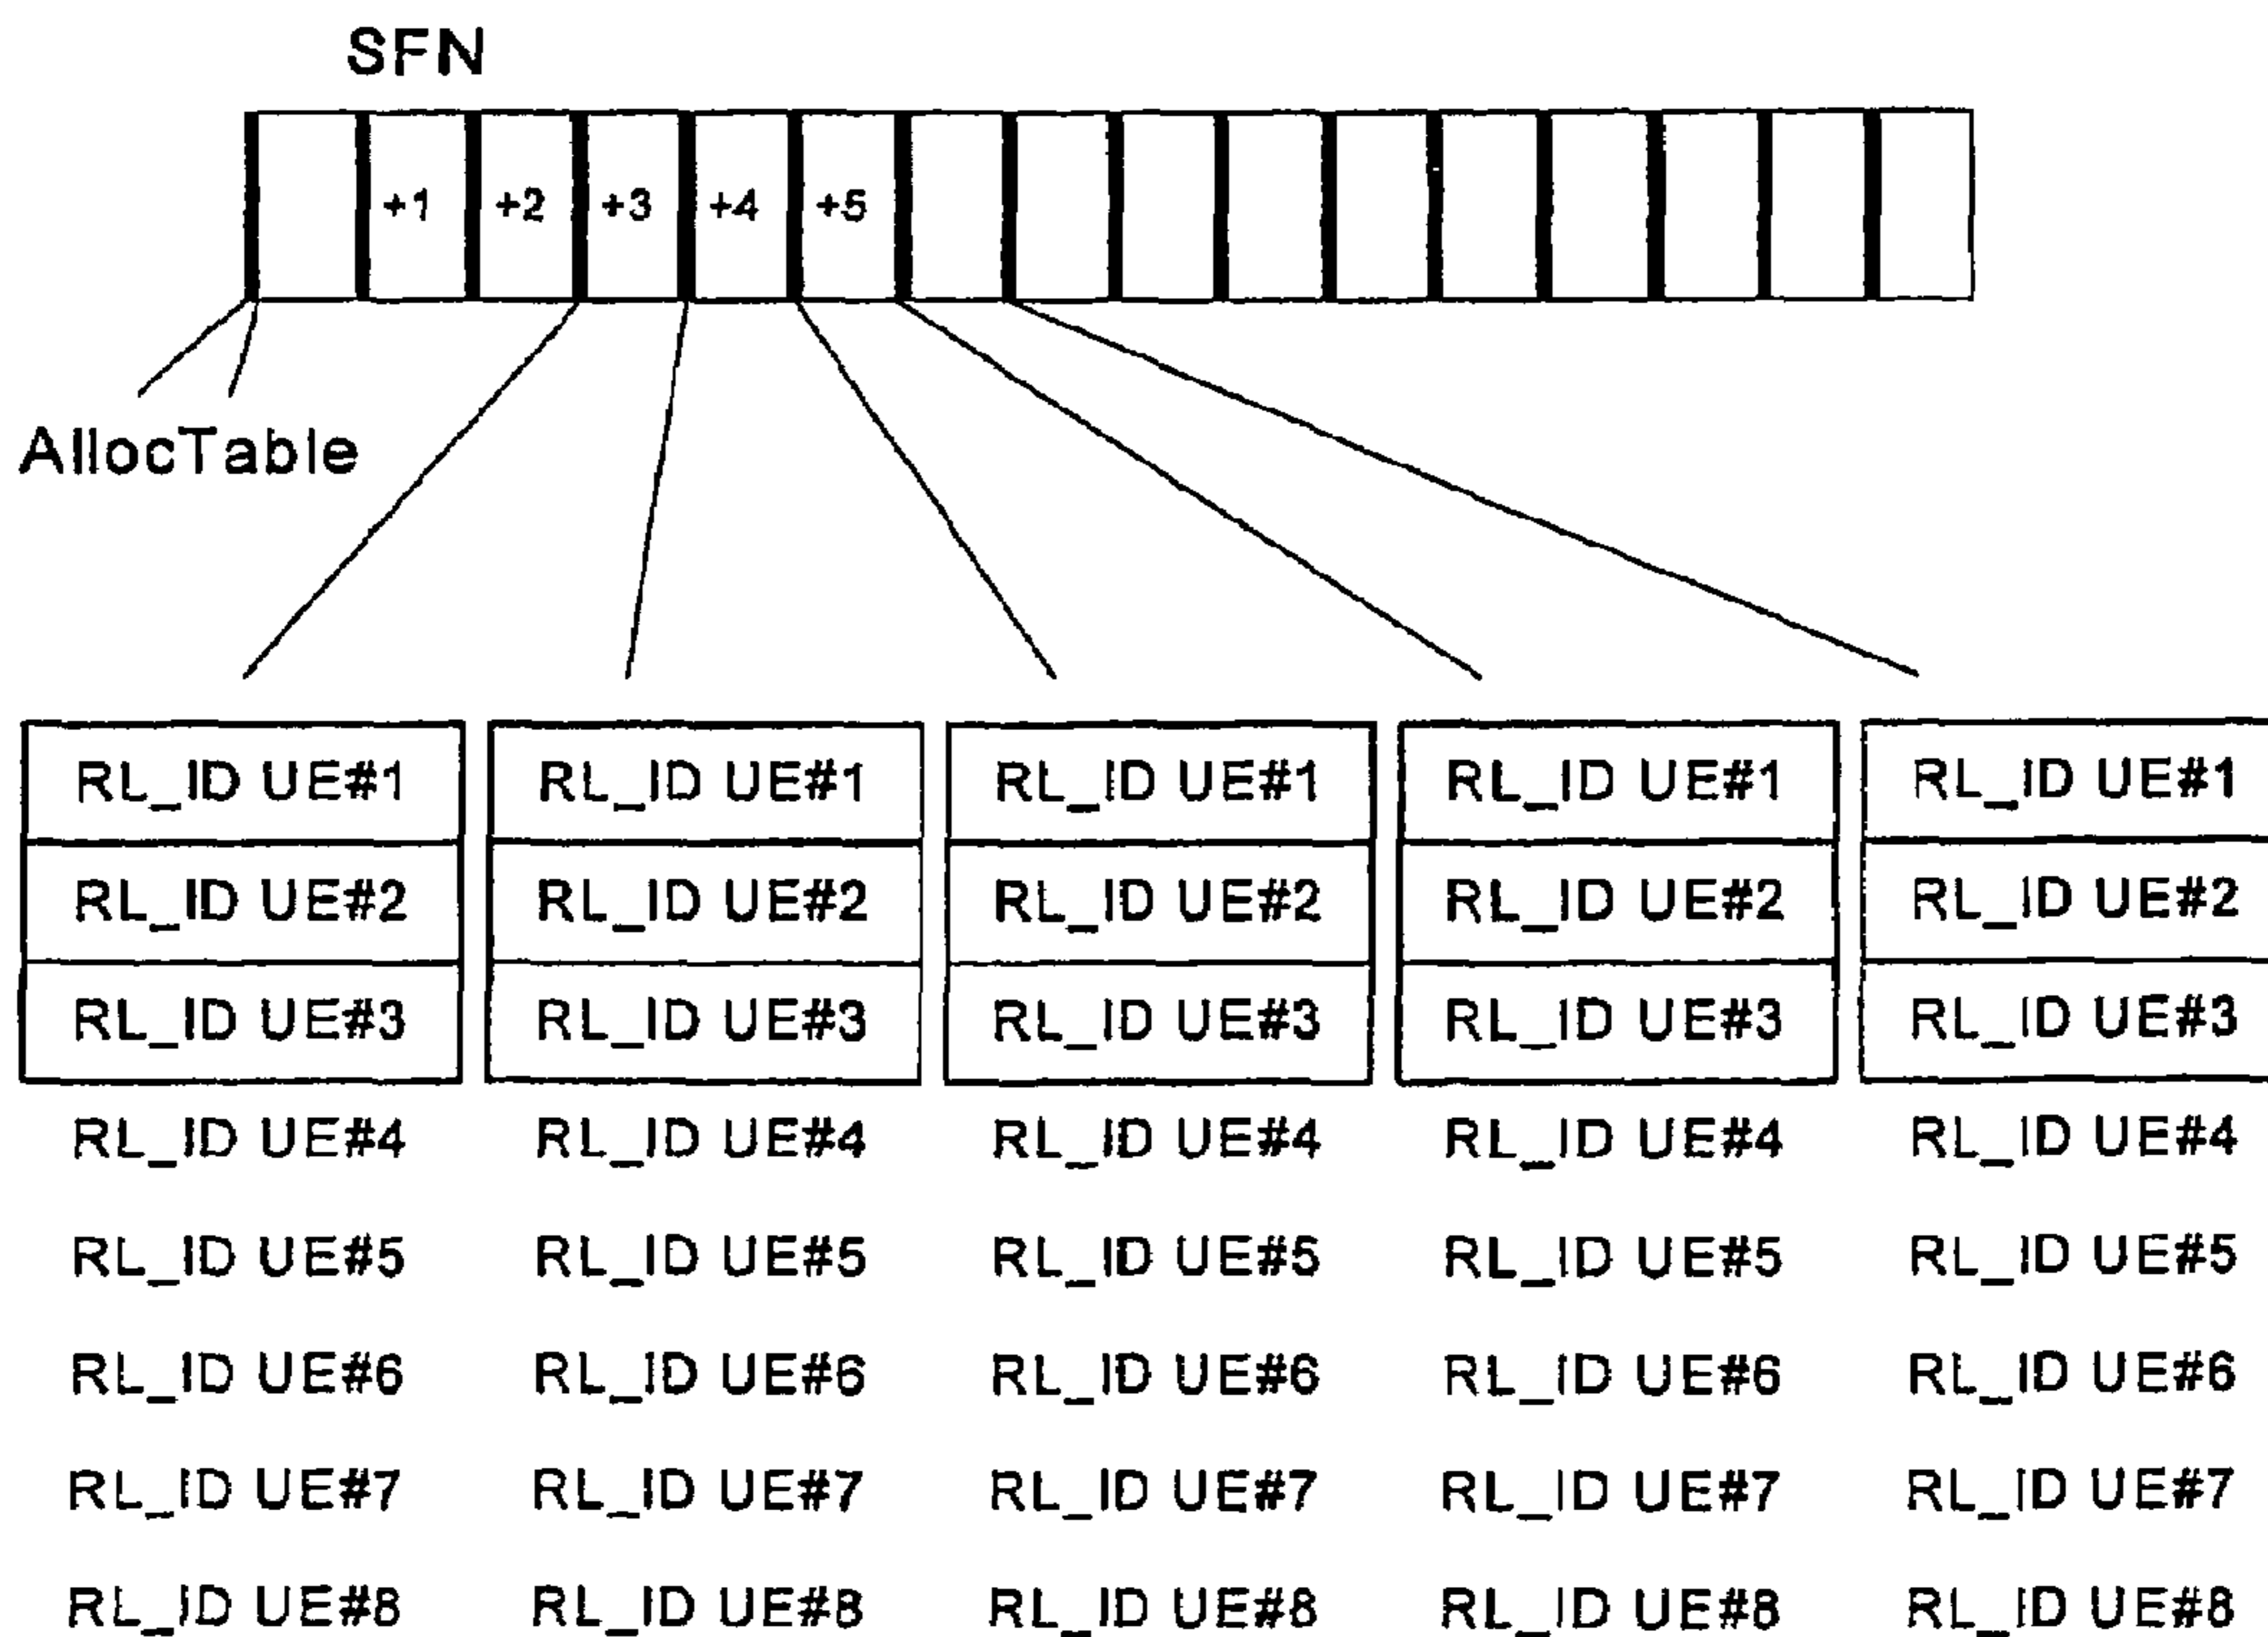 SFN
+1 +2 +3 +4 +5
AllocTable
RL_ID UE#1 RL_ID UE#1 RL_ID UE#1 RL_ID UE#1 RL_ID UE#1
RL_ID UE#2 RL_ID UE#2 RL_ID UE#2 RL_ID UE#2 RL_ID UE#2
RL_ID UE#3 RL_ID UE#3 RL_ID UE#3 RL_ID UE#3 RL_ID UE#3
RL_ID UE#4 RL_ID UE#4 RL_ID UE#4 RL_ID UE#4 RL_ID UE#4
RL_ID UE#5 RL_ID UE#5 RL_ID UE#5 RL_ID UE#5 RL_ID UE#5
RL_ID UE#6 RL_ID UE#6 RL_ID UE#6 RL_ID UE#6 RL_ID UE#6
RL_ID UE#7 RL_ID UE#7 RL_ID UE#7 RL_ID UE#7 RL_ID UE#7
RL_ID UE#8 RL_ID UE#8 RL_ID UE#8 RL_ID UE#8 RL_ID UE#8